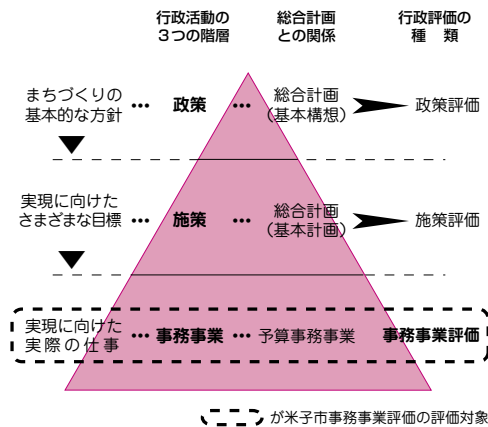 行政活動の
3つの階層
総合計画
との関係
行政評価の
種　類
まちづくりの
基本的な方針
… 政策 …
総合計画
(基本構想)
政策評価
実現に向けた
さまざまな目標
… 施策 …
総合計画
(基本計画)
施策評価
実現に向けた
実際の仕事
… 事務事業 … 予算事務事業 事務事業評価
が米子市事務事業評価の評価対象